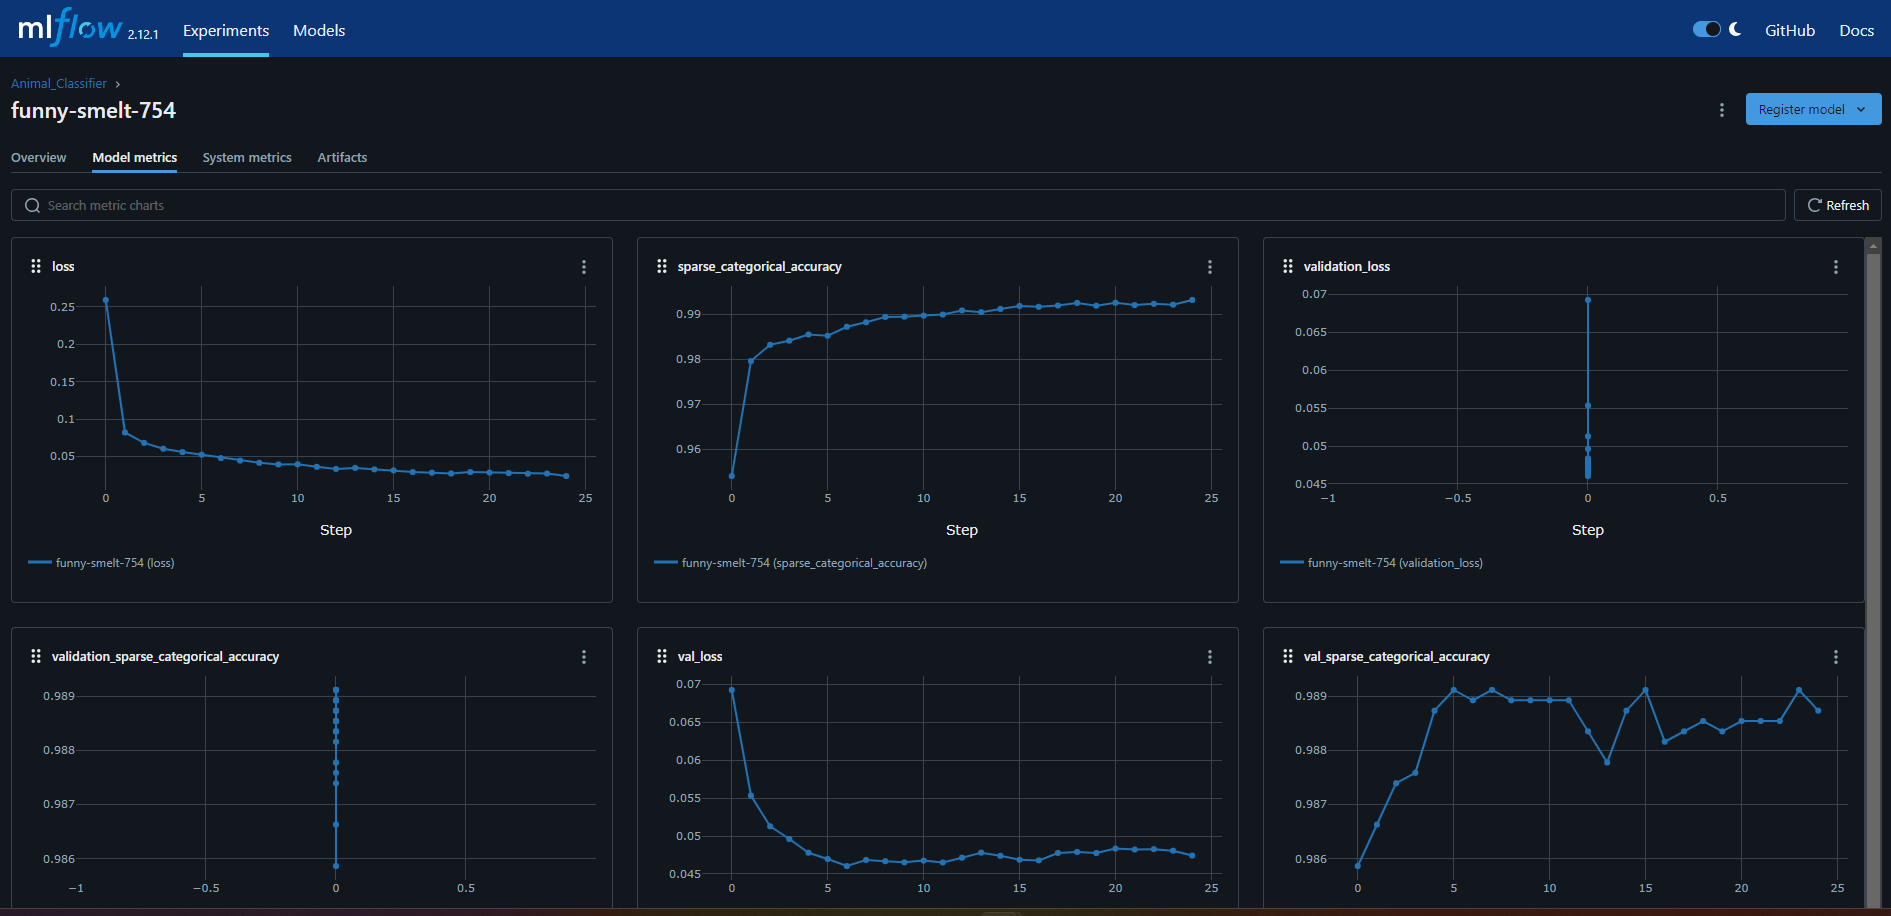 mlflow 2.12.1 Experiments Models GitHub Docs
Animal_Classifier
funny-smelt-754
Register model
Overview Model metrics System metrics Artifacts
Search metric charts
Refresh
loss
0.25
0.2
0.15
0.1
0.05
0 5 10 15 20 25
Step
funny-smelt-754 (loss)
sparse_categorical_accuracy
0.99
0.98
0.97
0.96
0 5 10 15 20 25
Step
funny-smelt-754 (sparse_categorical_accuracy)
validation_loss
0.07
0.065
0.06
0.055
0.05
0.045
−1 −0.5 0 0.5
Step
funny-smelt-754 (validation_loss)
validation_sparse_categorical_accuracy
0.989
0.988
0.987
0.986
−1 −0.5 0 0.5
val_loss
0.07
0.065
0.06
0.055
0.05
0.045
0 5 10 15 20 25
val_sparse_categorical_accuracy
0.989
0.988
0.987
0.986
0 5 10 15 20 25